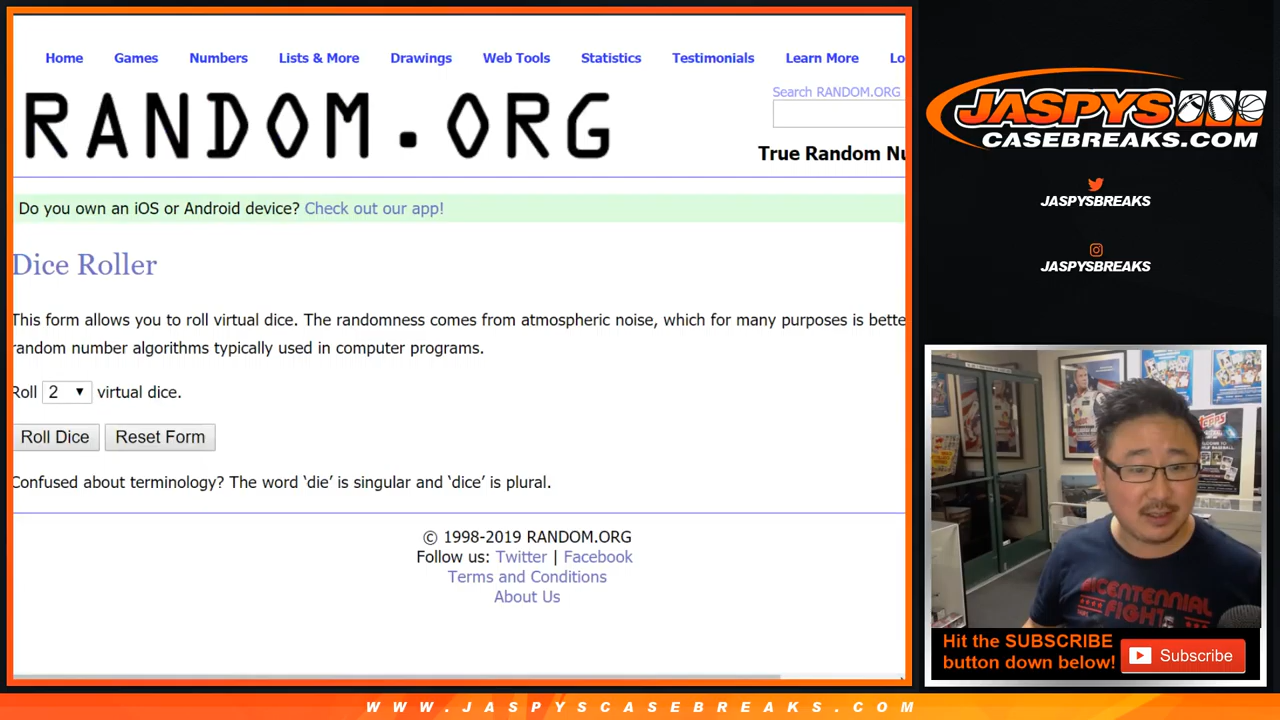 Home Games Numbers Lists & More Drawings Web Tools Statistics Testimonials Learn More Lo
RANDOM.ORG
Search RANDOM.ORG
True Random Nu
Do you own an iOS or Android device? Check out our app!
Dice Roller
This form allows you to roll virtual dice. The randomness comes from atmospheric noise, which for many purposes is bette
random number algorithms typically used in computer programs.
Roll 2 virtual dice.
Roll Dice Reset Form
Confused about terminology? The word ‘die’ is singular and ‘dice’ is plural.
© 1998-2019 RANDOM.ORG
Follow us: Twitter | Facebook
Terms and Conditions
About Us
JASPYS
CASEBREAKS.COM
JASPYSBREAKS
JASPYSBREAKS
TOPPS
BICENTENNIAL
FIGHT
Hit the SUBSCRIBE
button down below!
Subscribe
WWW.JASPYSCASEBREAKS.COM